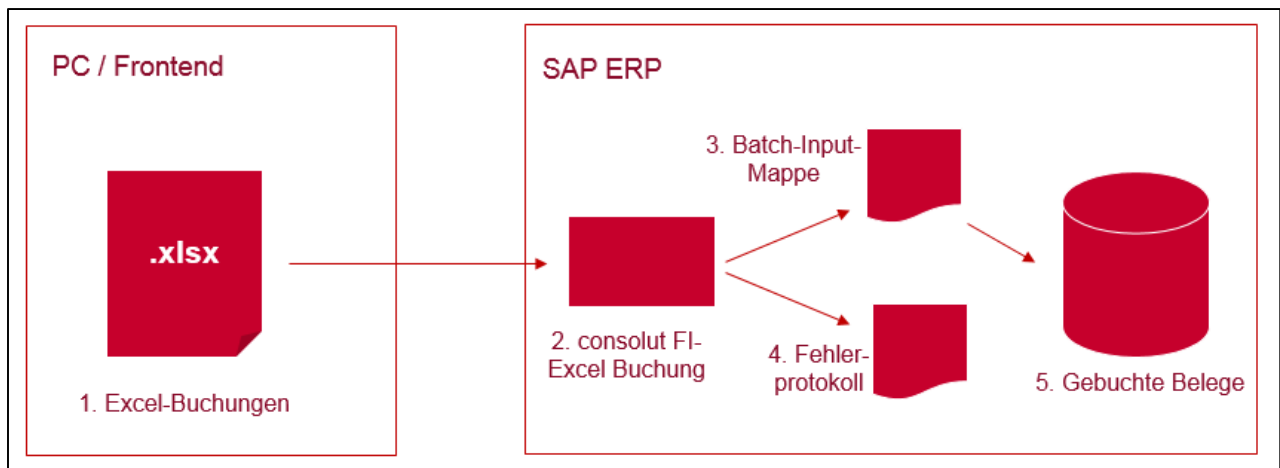 PC / Frontend
.xlsx
1. Excel-Buchungen
SAP ERP
2. consolut FI-
Excel Buchung
3. Batch-Input-
Mappe
4. Fehler-
protokoll
5. Gebuchte Belege